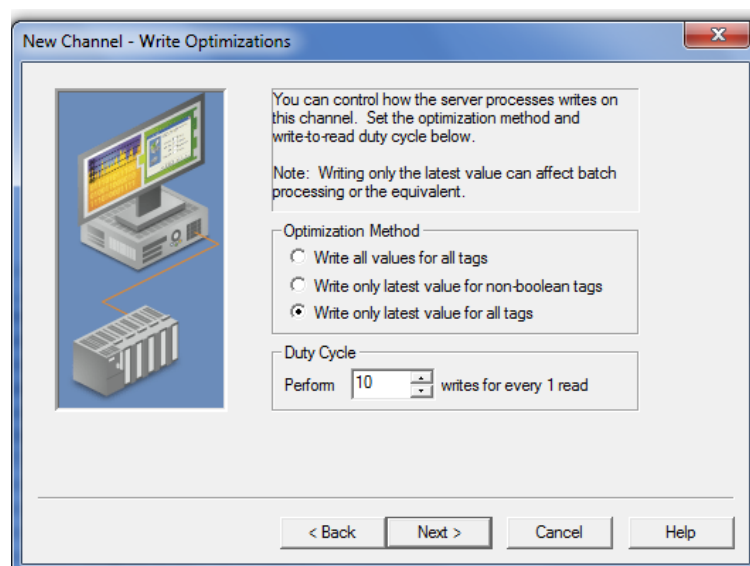 New Channel - Write Optimizations
You can control how the server processes writes on
this channel. Set the optimization method and
write-to-read duty cycle below.
Note: Writing only the latest value can affect batch
processing or the equivalent.
Optimization Method
Write all values for all tags
Write only latest value for non-boolean tags
Write only latest value for all tags
Duty Cycle
Perform 10 writes for every 1 read
< Back Next > Cancel Help